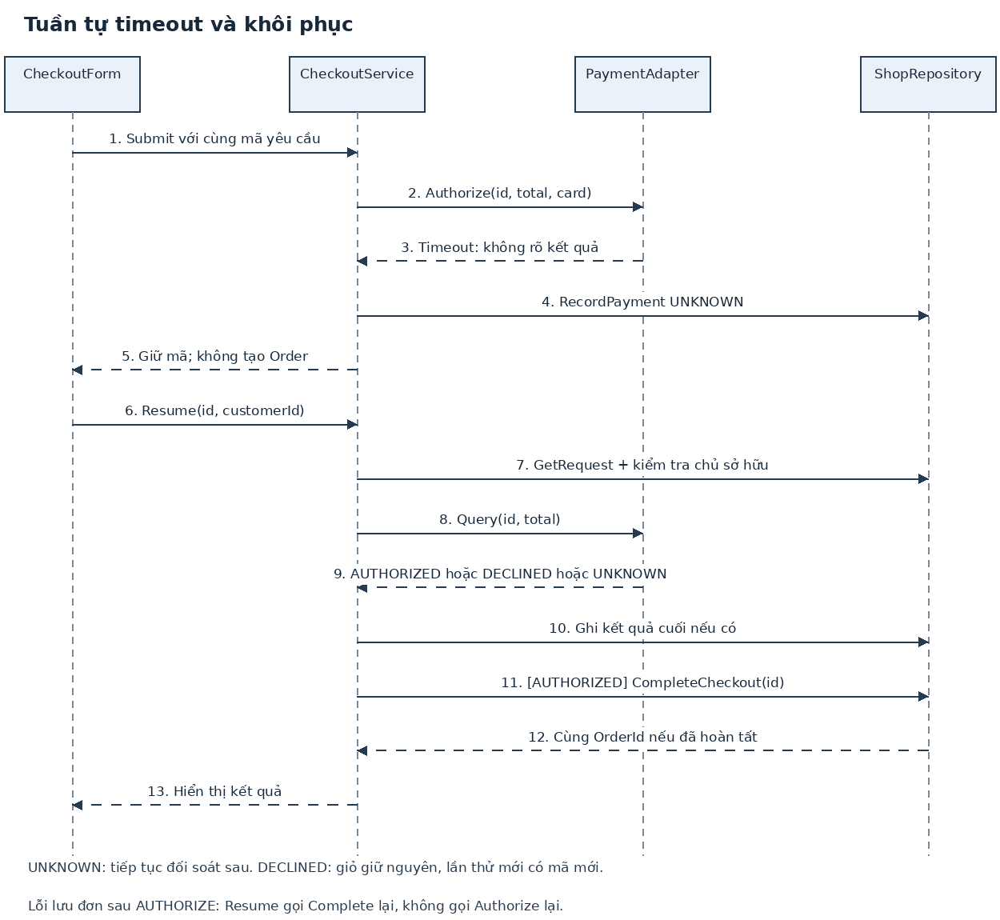 Tuần tự timeout và khôi phục
CheckoutForm
CheckoutService
PaymentAdapter
ShopRepository
1. Submit với cùng mã yêu cầu
2. Authorize(id, total, card)
3. Timeout: không rõ kết quả
4. RecordPayment UNKNOWN
5. Giữ mã; không tạo Order
6. Resume(id, customerId)
7. GetRequest + kiểm tra chủ sở hữu
8. Query(id, total)
9. AUTHORIZED hoặc DECLINED hoặc UNKNOWN
10. Ghi kết quả cuối nếu có
11. [AUTHORIZED] CompleteCheckout(id)
12. Cùng OrderId nếu đã hoàn tất
13. Hiển thị kết quả
UNKNOWN: tiếp tục đối soát sau. DECLINED: giỏ giữ nguyên, lần thử mới có mã mới.
Lỗi lưu đơn sau AUTHORIZE: Resume gọi Complete lại, không gọi Authorize lại.